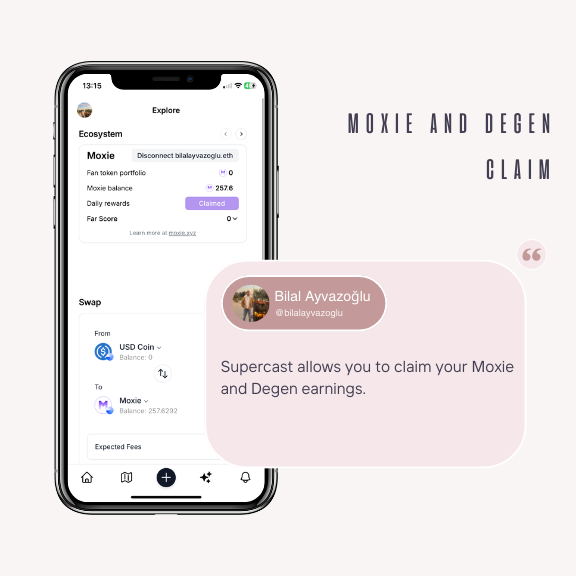 13:15
Explore
Ecosystem
Moxie
Disconnect bilalayvazoglu.eth
Fan token portfolio
0
Moxie balance
257.6
Daily rewards
Claimed
Far Score
0
Learn more at moxie.xyz
Swap
From
USD Coin
Balance: 0
To
Moxie
Balance: 257.6292
Expected Fees
MOXIE AND DEGEN
CLAIM
“
Bilal Ayvazoğlu
@bilalayvazoglu
Supercast allows you to claim your Moxie
and Degen earnings.